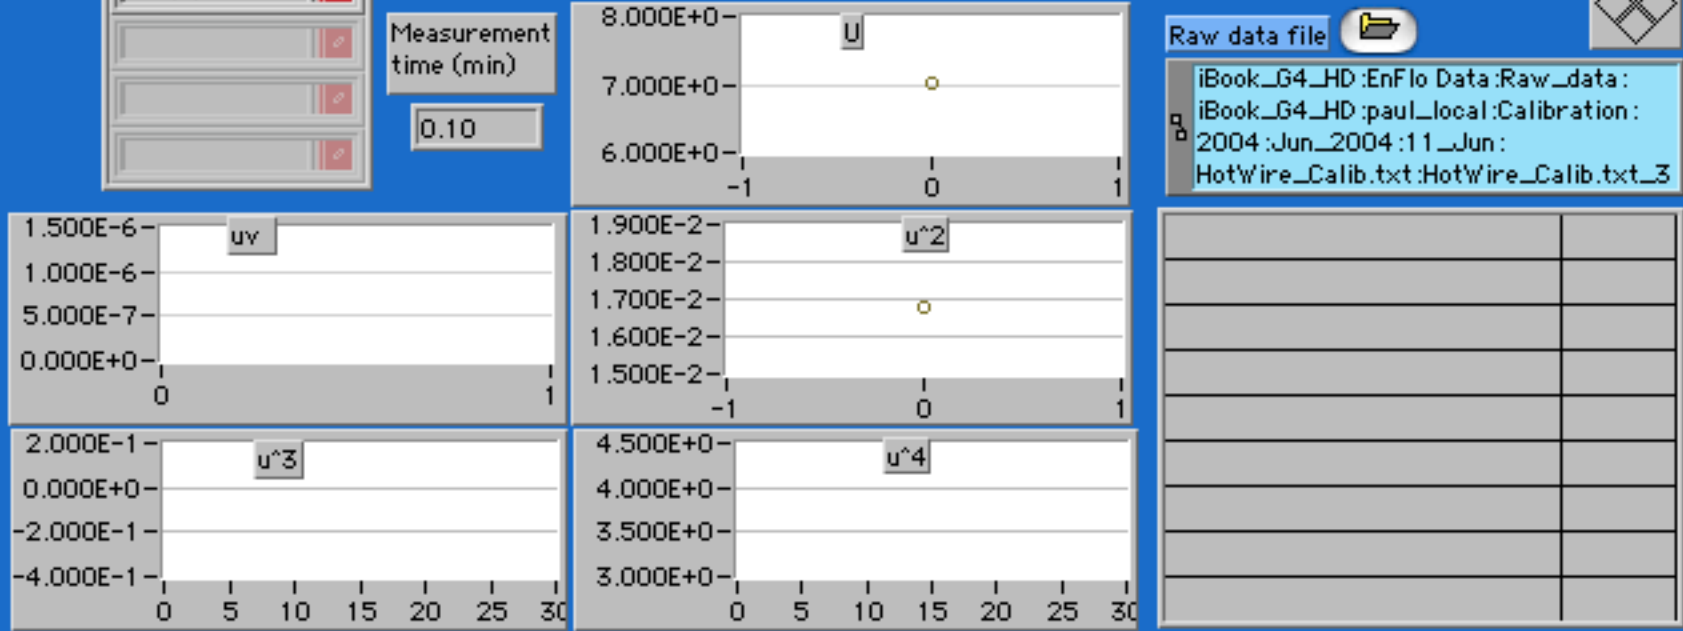 Measurement
time (min)
0.10
U
8.000E+0
7.000E+0
6.000E+0
-1 0 1
Raw data file
iBook_G4_HD:EnFlo Data:Raw_data:
iBook_G4_HD:paul_local:Calibration:
2004:Jun_2004:11_Jun:
HotWire_Calib.txt:HotWire_Calib.txt_3
uv
1.500E-6
1.000E-6
5.000E-7
0.000E+0
0 1
u^2
1.900E-2
1.800E-2
1.700E-2
1.600E-2
1.500E-2
-1 0 1
u^3
2.000E-1
0.000E+0
-2.000E-1
-4.000E-1
0 5 10 15 20 25 30
u^4
4.500E+0
4.000E+0
3.500E+0
3.000E+0
0 5 10 15 20 25 30